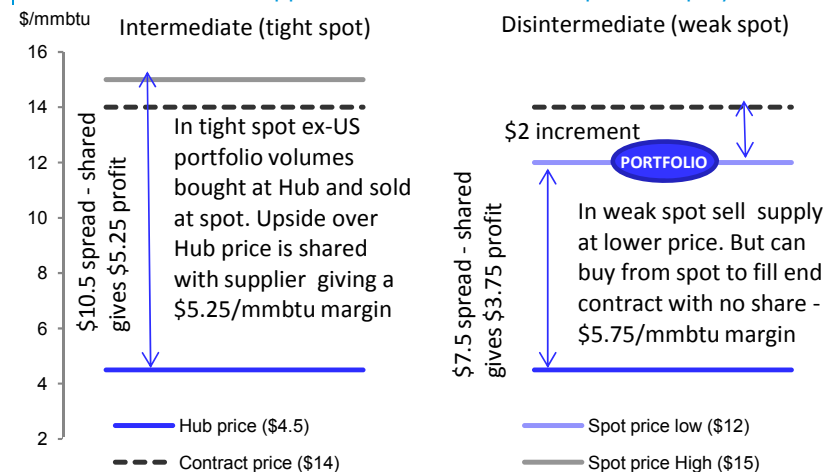 $/mmbtu
Intermediate (tight spot)
Disintermediate (weak spot)
16
14
12
10
8
6
4
2
$10.5 spread - shared
gives $5.25 profit
In tight spot ex-US
portfolio volumes
bought at Hub and sold
at spot. Upside over
Hub price is shared
with supplier giving a
$5.25/mmbtu margin
$2 increment
PORTFOLIO
$7.5 spread - shared
gives $3.75 profit
In weak spot sell supply
at lower price. But can
buy from spot to fill end
contract with no share -
$5.75/mmbtu margin
Hub price ($4.5)
Spot price low ($12)
Contract price ($14)
Spot price High ($15)